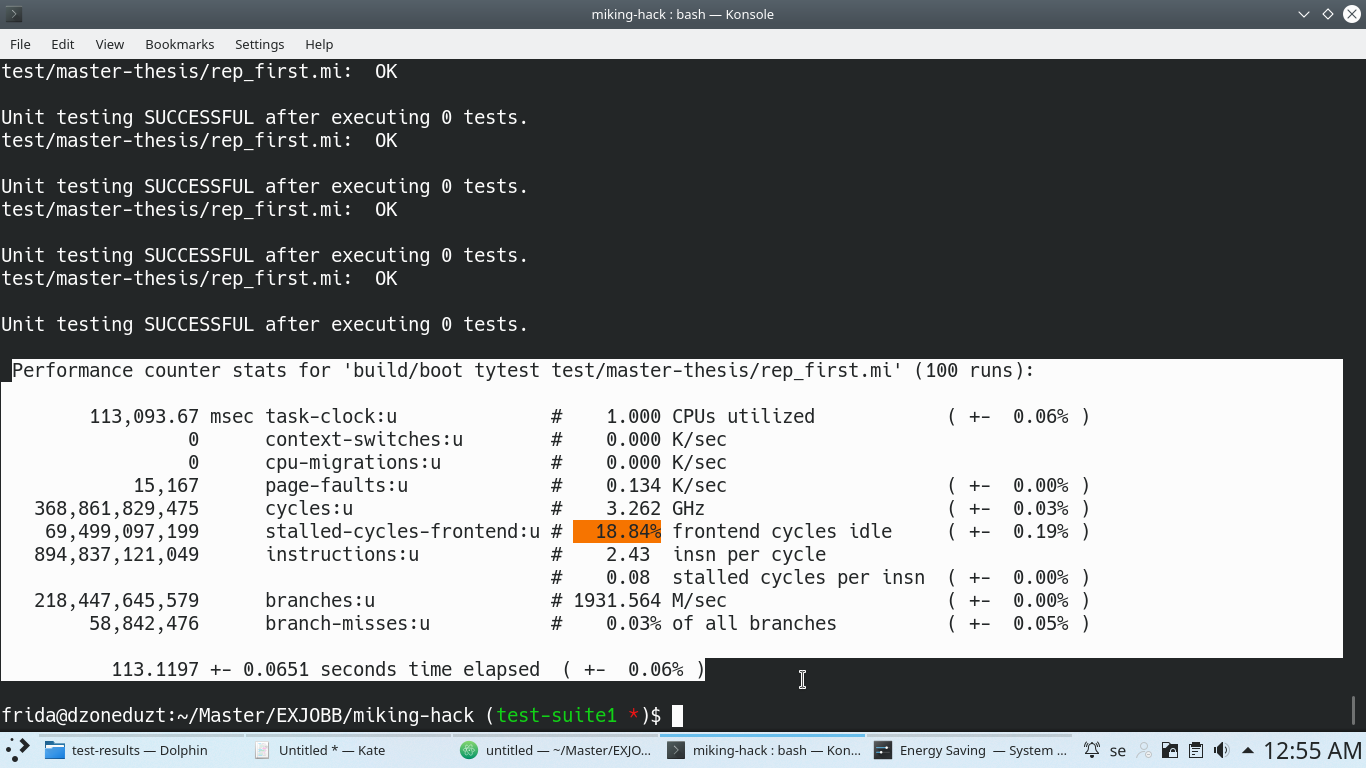 miking-hack : bash — Konsole
File Edit View Bookmarks Settings Help
test/master-thesis/rep_first.mi:  OK
Unit testing SUCCESSFUL after executing 0 tests.
test/master-thesis/rep_first.mi:  OK
Unit testing SUCCESSFUL after executing 0 tests.
test/master-thesis/rep_first.mi:  OK
Unit testing SUCCESSFUL after executing 0 tests.
test/master-thesis/rep_first.mi:  OK
Unit testing SUCCESSFUL after executing 0 tests.
Performance counter stats for 'build/boot tytest test/master-thesis/rep_first.mi' (100 runs):
113,093.67 msec task-clock:u # 1.000 CPUs utilized ( +- 0.06% )
0 context-switches:u # 0.000 K/sec
0 cpu-migrations:u # 0.000 K/sec
15,167 page-faults:u # 0.134 K/sec ( +- 0.00% )
368,861,829,475 cycles:u # 3.262 GHz ( +- 0.03% )
69,499,097,199 stalled-cycles-frontend:u # 18.84% frontend cycles idle ( +- 0.19% )
894,837,121,049 instructions:u # 2.43 insn per cycle
# 0.08 stalled cycles per insn ( +- 0.00% )
218,447,645,579 branches:u # 1931.564 M/sec ( +- 0.00% )
58,842,476 branch-misses:u # 0.03% of all branches ( +- 0.05% )
113.1197 +- 0.0651 seconds time elapsed ( +- 0.06% )
frida@dzoneduzt:~/Master/EXJOBB/miking-hack (test-suite1 *)$
test-results — Dolphin Untitled * — Kate untitled — ~/Master/EXJO... miking-hack : bash — Kon... Energy Saving — System ... se 12:55 AM